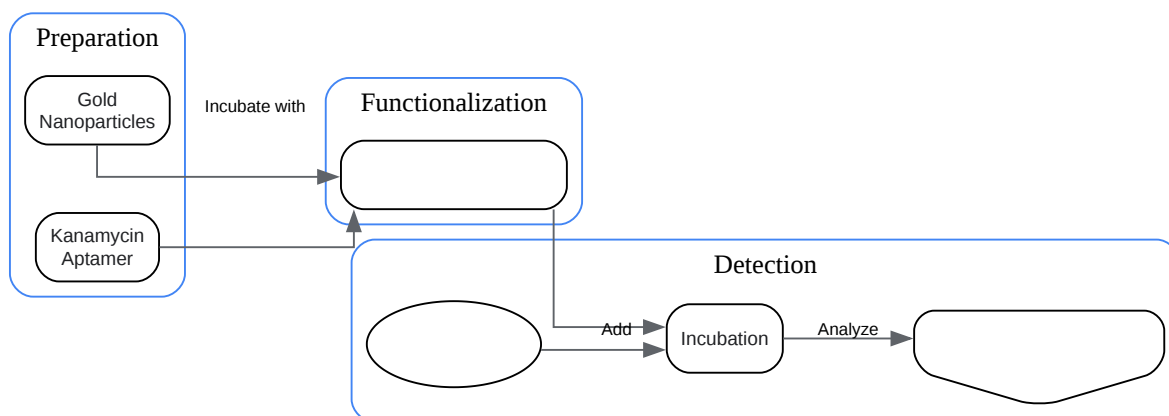 Preparation
Gold
Nanoparticles
Incubate with
Functionalization
Kanamycin
Aptamer
Detection
Add
Incubation
Analyze